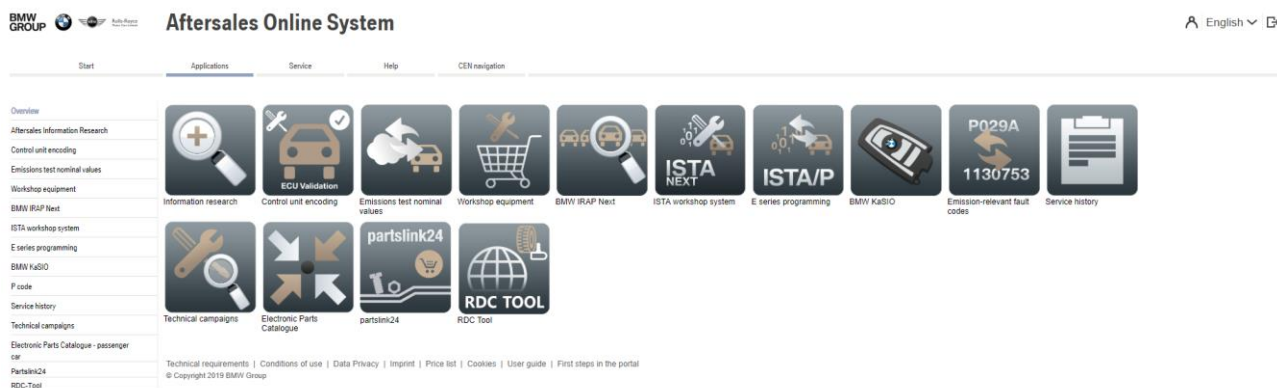 BMW
GROUP
Aftersales Online System
English
Start
Applications
Service
Help
CEN navigation
Overview
Aftersales Information Research
Control unit encoding
Emissions test nominal values
Workshop equipment
BMW IRAP Next
ISTA workshop system
E series programming
BMW KaSIO
P code
Service history
Technical campaigns
Electronic Parts Catalogue - passenger
car
Partslink24
RDC-Tool
ECU Validation
ISTA
NEXT
ISTA/P
P029A
1130753
Information research
Control unit encoding
Emissions test nominal
values
Workshop equipment
BMW IRAP Next
ISTA workshop system
E series programming
BMW KaSIO
Emission-relevant fault
codes
Service history
partslink24
RDC TOOL
Technical campaigns
Electronic Parts
Catalogue
partslink24
RDC Tool
Technical requirements | Conditions of use | Data Privacy | Imprint | Price list | Cookies | User guide | First steps in the portal
© Copyright 2019 BMW Group